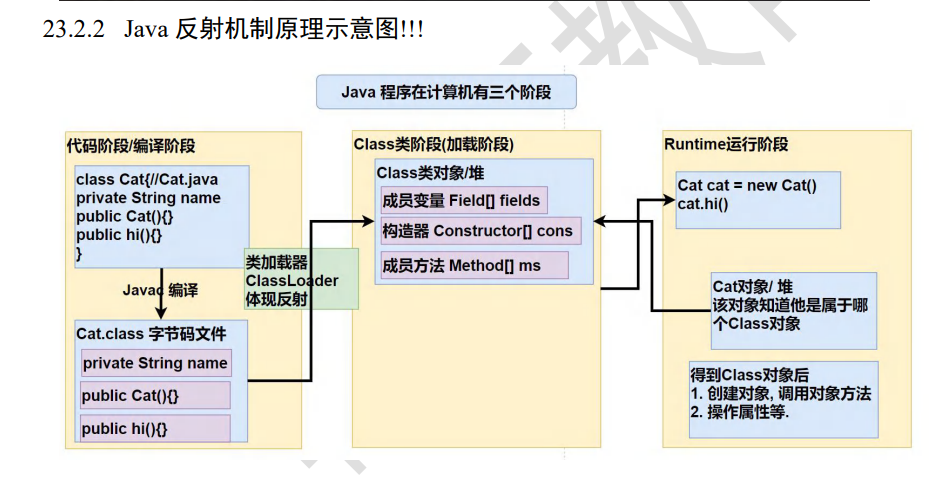 23.2.2 Java 反射机制原理示意图!!!
Java 程序在计算机有三个阶段
代码阶段/编译阶段
class Cat{//Cat.java
private String name
public Cat(){}
public hi(){}
}
Javac 编译
Cat.class 字节码文件
private String name
public Cat(){}
public hi(){}
类加载器
ClassLoader
体现反射
Class类阶段(加载阶段)
Class类对象/堆
成员变量 Field[] fields
构造器 Constructor[] cons
成员方法 Method[] ms
Runtime运行阶段
Cat cat = new Cat()
cat.hi()
Cat对象/ 堆
该对象知道他是属于哪
个Class对象
得到Class对象后
1. 创建对象, 调用对象方法
2. 操作属性等.